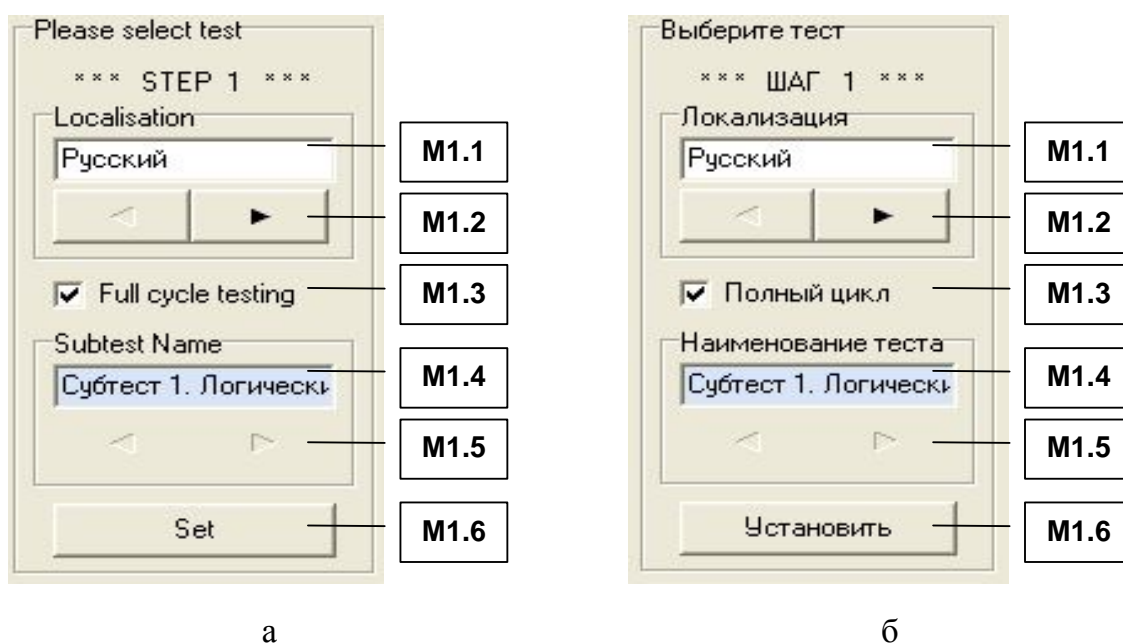 Please select test
*** STEP 1 ***
Localisation
Русский
M1.1
M1.2
Full cycle testing
M1.3
Subtest Name
Субтест 1. Логически
M1.4
M1.5
Set
M1.6
а
Выберите тест
*** ШАГ 1 ***
Локализация
Русский
M1.1
M1.2
Полный цикл
M1.3
Наименование теста
Субтест 1. Логически
M1.4
M1.5
Установить
M1.6
б